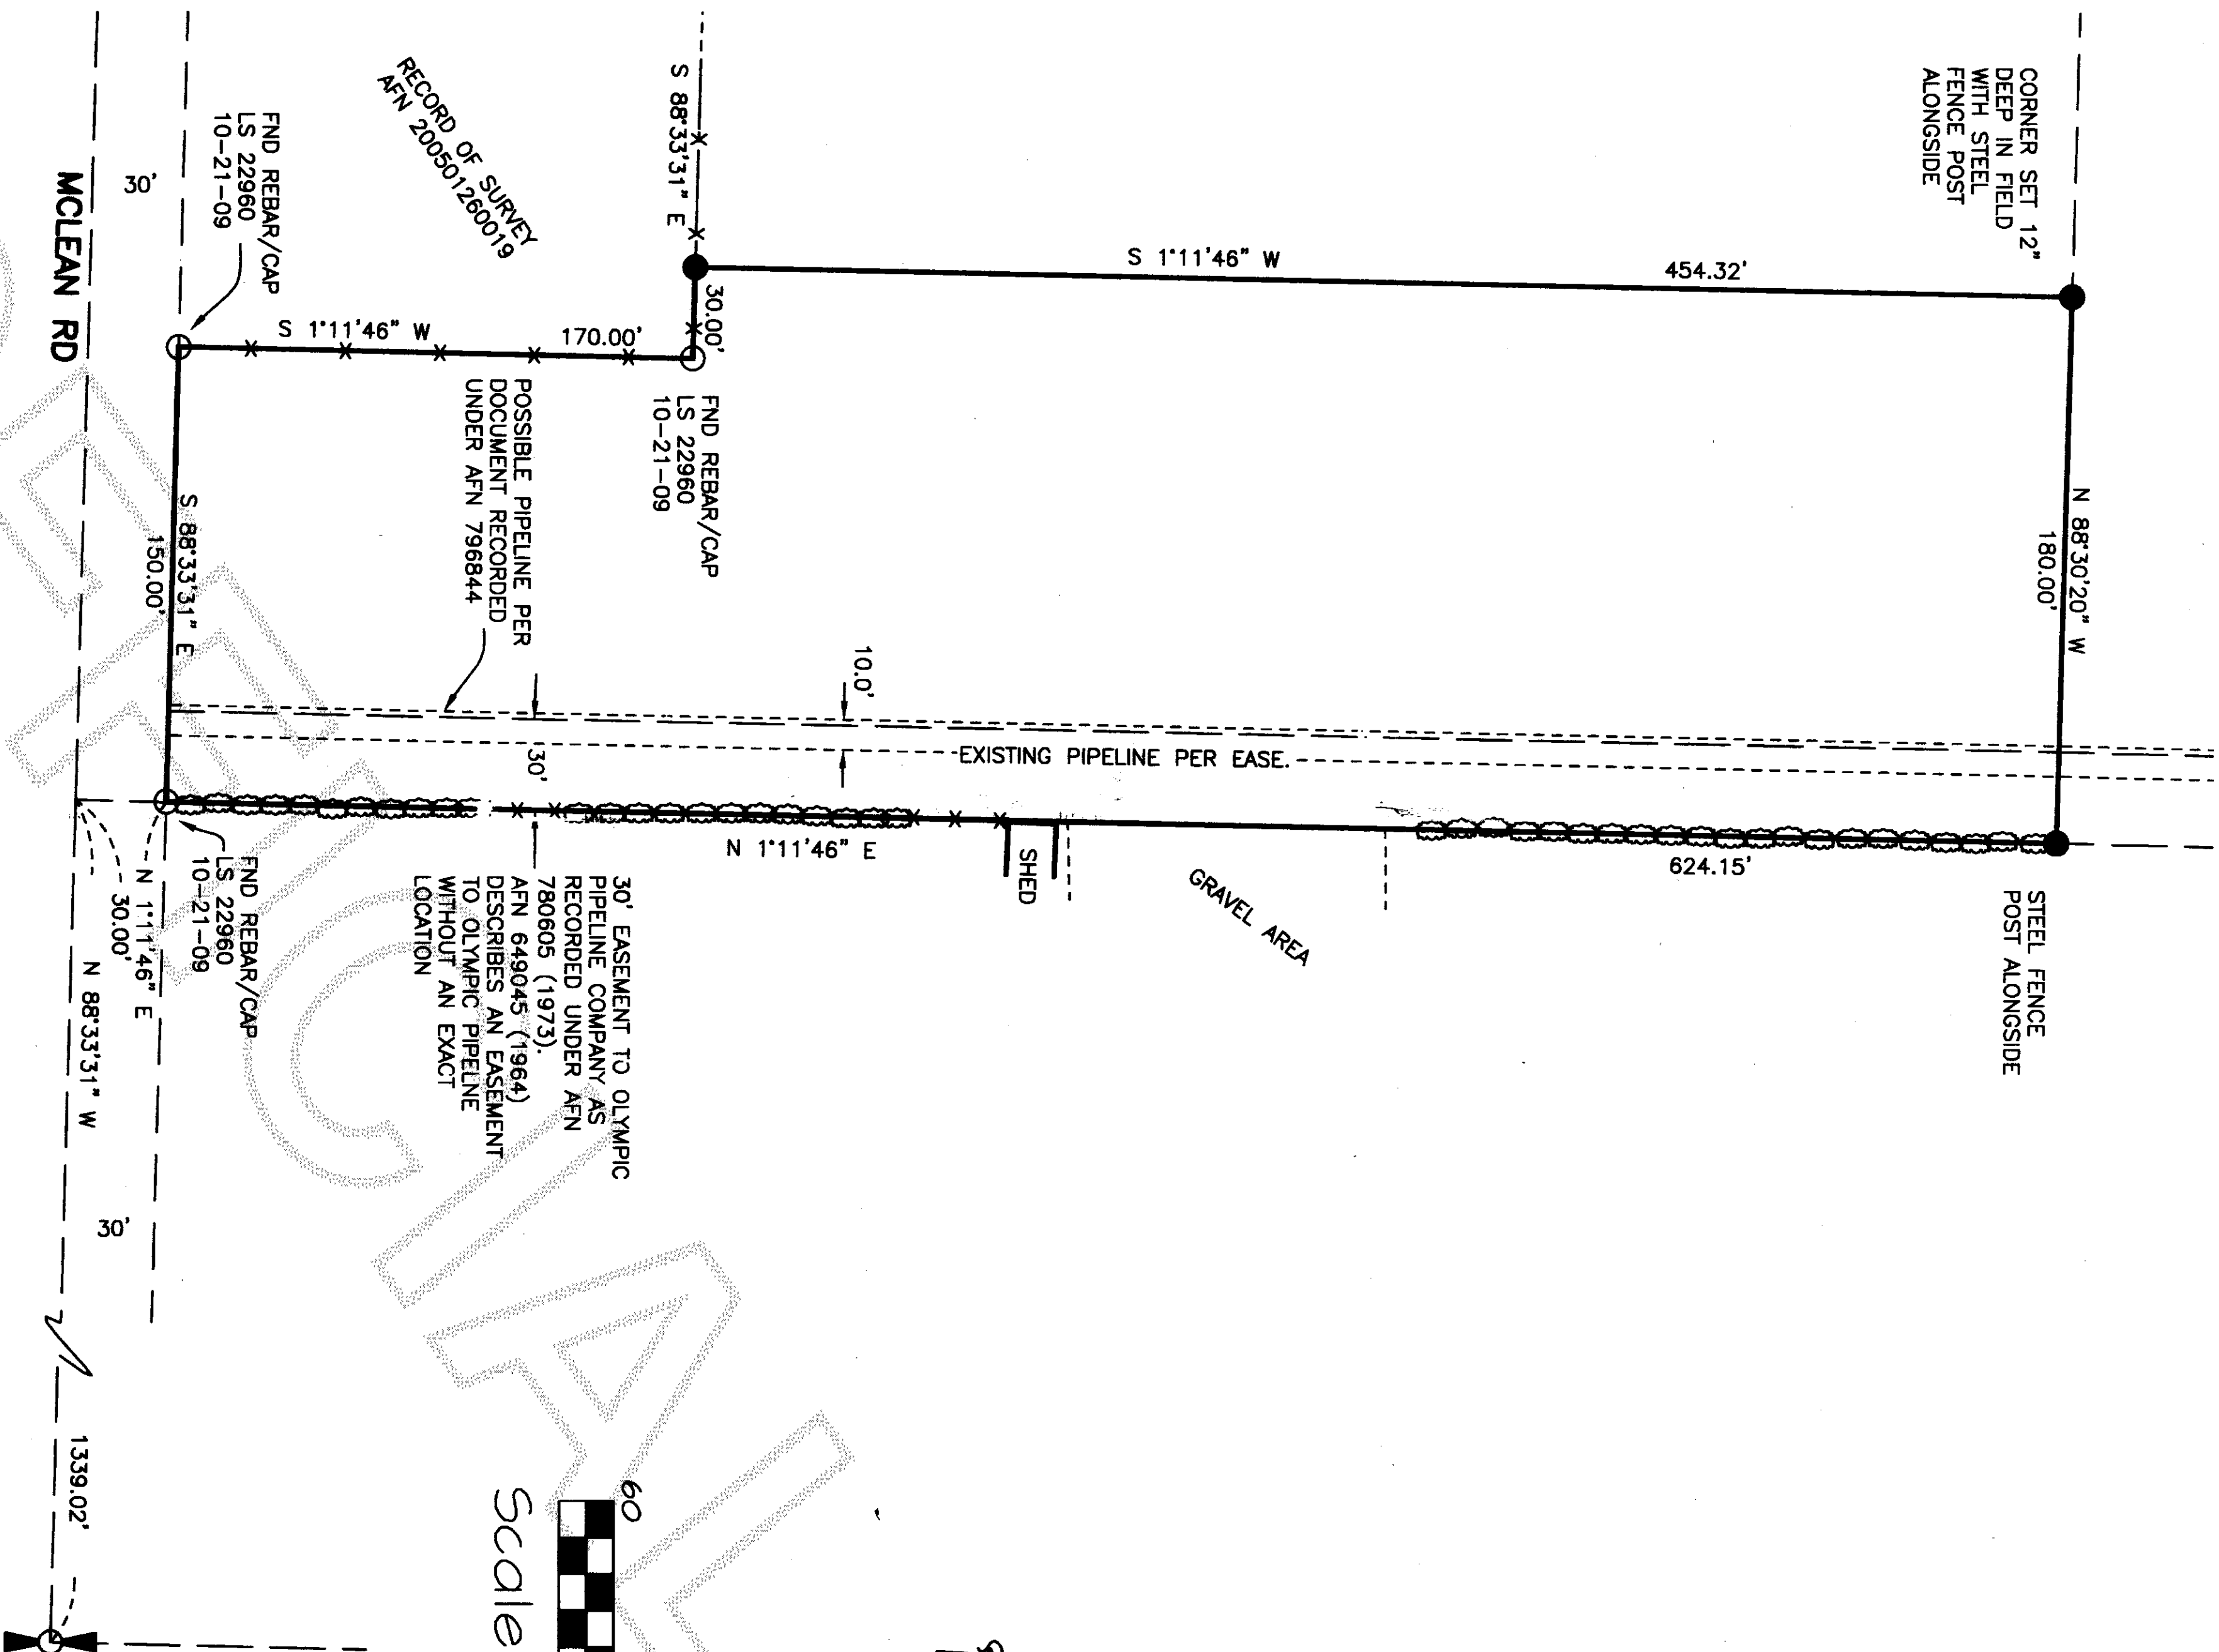 CORNER SET 12"
DEEP IN FIELD
WITH STEEL
FENCE POST
ALONGSIDE
N 88°30'20" W
180.00'
STEEL FENCE
POST ALONGSIDE
S 1°11'46" W
454.32'
S 88°33'31" E
30.00'
RECORD OF SURVEY
AFN 200501260019
FND REBAR/CAP
LS 22960
10-21-09
S 1°11'46" W
170.00'
FND REBAR/CAP
LS 22960
10-21-09
POSSIBLE PIPELINE PER
DOCUMENT RECORDED
UNDER AFN 796844
10.0'
EXISTING PIPELINE PER EASE.
30'
N 1°11'46" E
624.15'
SHED
GRAVEL AREA
30' EASEMENT TO OLYMPIC
PIPELINE COMPANY AS
RECORDED UNDER AFN
780605 (1973).
AFN 649045 (1964)
DESCRIBES AN EASEMENT
TO OLYMPIC PIPELNE
WITHOUT AN EXACT
LOCATION
S 88°33'31" E
150.00'
FND REBAR/CAP
LS 22960
10-21-09
N 1°11'46" E
30.00'
30'
MCLEAN RD
N 88°33'31" W
30'
1339.02'
60
Scale